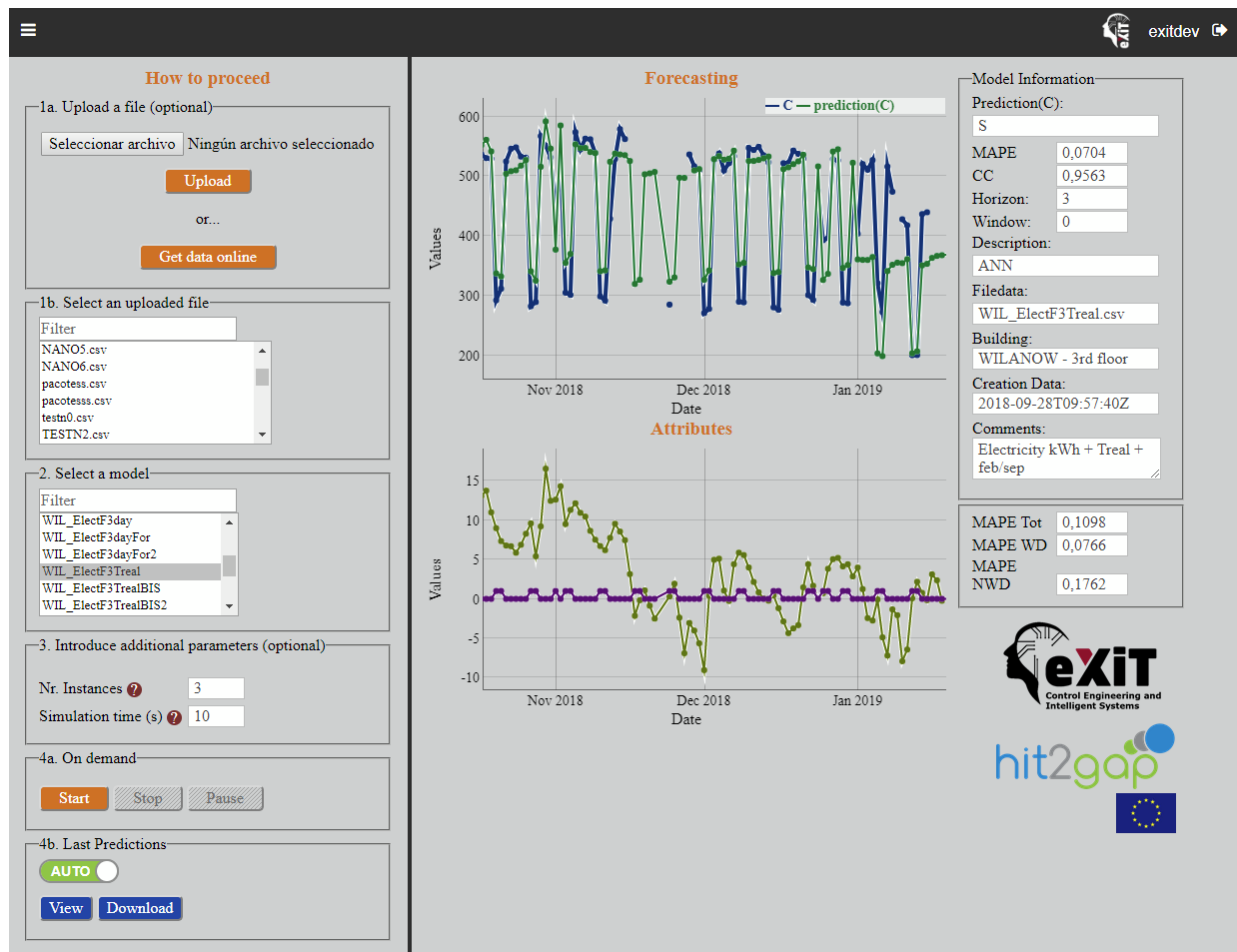 eXiT
exitdev
How to proceed
1a. Upload a file (optional)
Seleccionar archivo Ningún archivo seleccionado
Upload
or...
Get data online
1b. Select an uploaded file
Filter
NANO5.csv
NANO6.csv
pacotess.csv
pacotesss.csv
testn0.csv
TESTN2.csv
2. Select a model
Filter
WIL_ElectF3day
WIL_ElectF3dayFor
WIL_ElectF3dayFor2
WIL_ElectF3Treal
WIL_ElectF3TrealBIS
WIL_ElectF3TrealBIS2
3. Introduce additional parameters (optional)
Nr. Instances ? 3
Simulation time (s) ? 10
4a. On demand
Start Stop Pause
4b. Last Predictions
AUTO
View Download
Forecasting
C prediction(C)
600
500
400
300
200
Values
Nov 2018 Dec 2018 Jan 2019
Date
Attributes
15
10
5
0
-5
-10
Values
Nov 2018 Dec 2018 Jan 2019
Date
Model Information
Prediction(C):
S
MAPE 0,0704
CC 0,9563
Horizon: 3
Window: 0
Description:
ANN
Filedata:
WIL_ElectF3Treal.csv
Building:
WILANOW - 3rd floor
Creation Data:
2018-09-28T09:57:40Z
Comments:
Electricity kWh + Treal +
feb/sep
MAPE Tot 0,1098
MAPE WD 0,0766
MAPE
NWD 0,1762
eXiT
Control Engineering and
Intelligent Systems
hit2gap